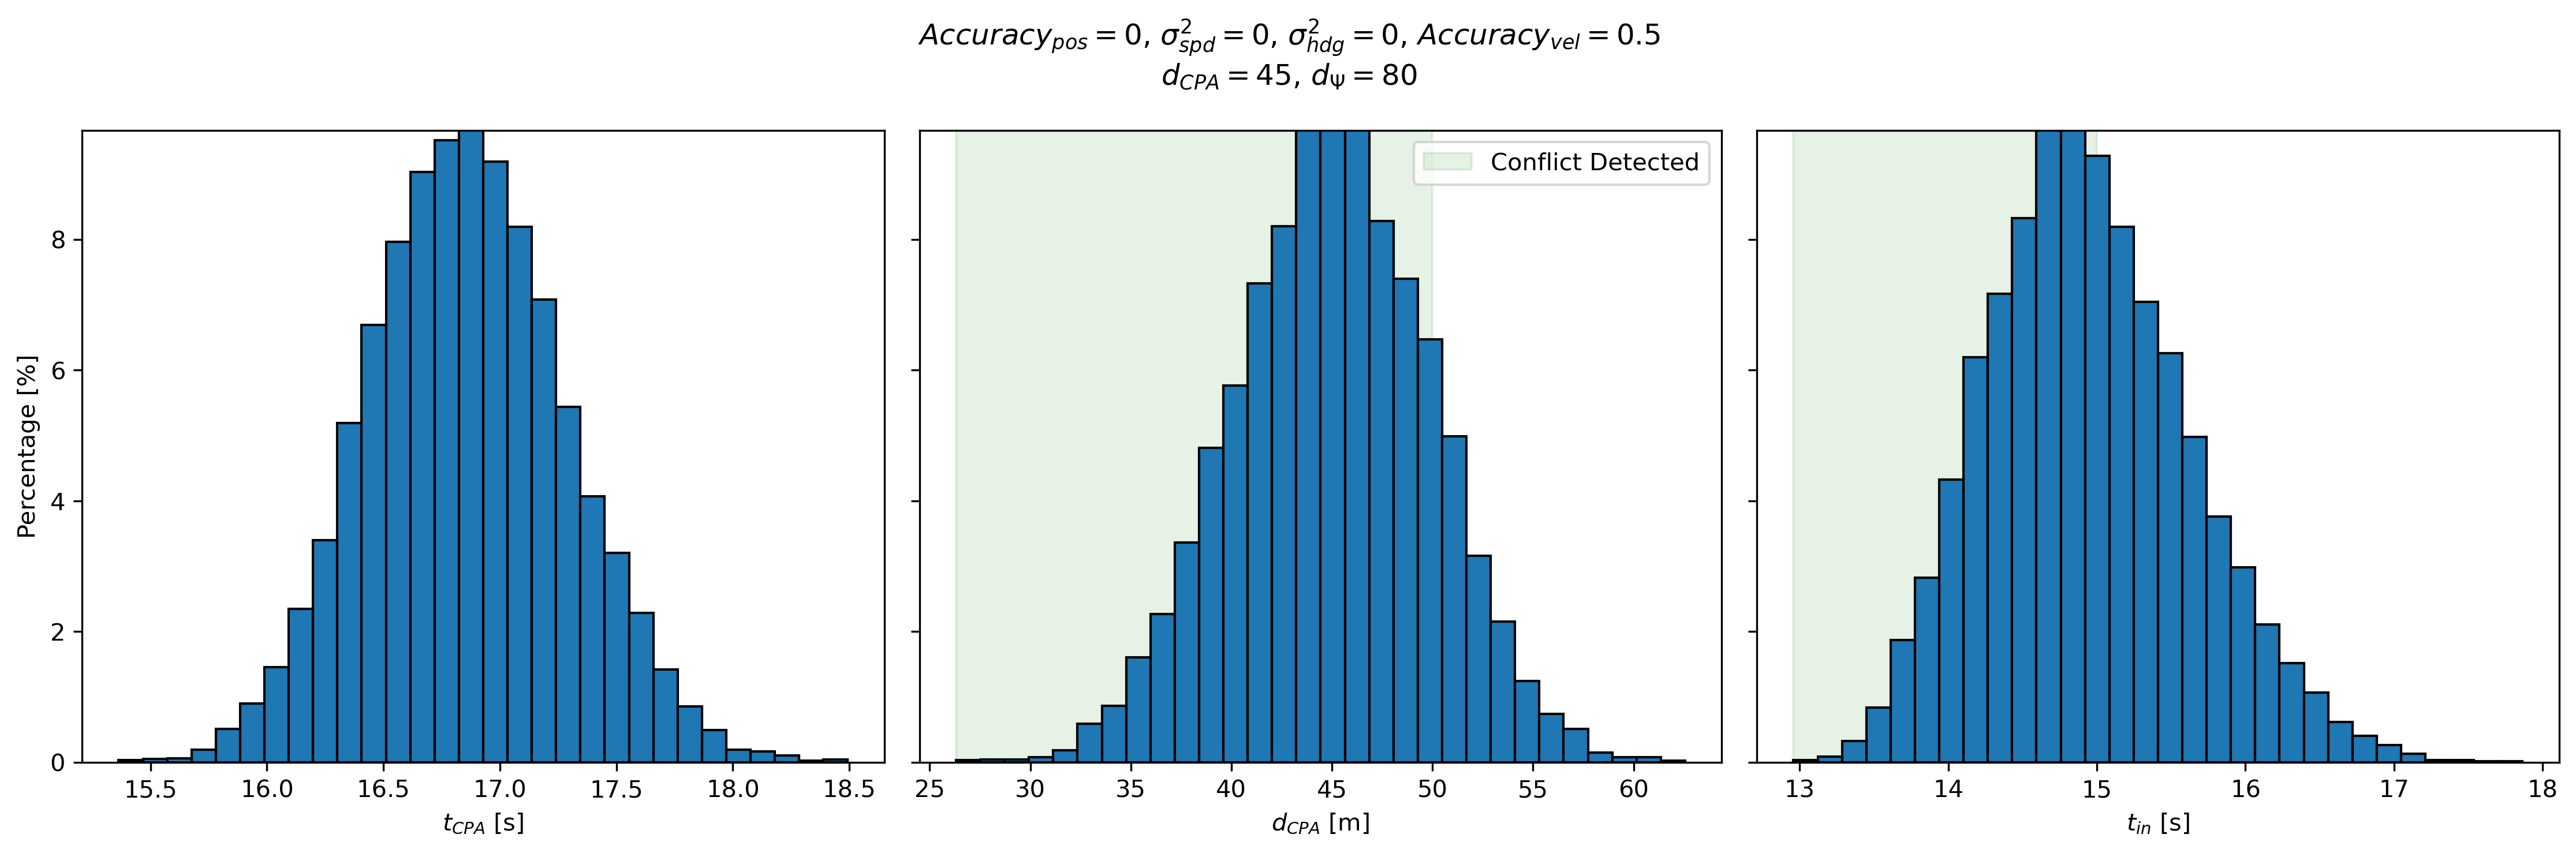 Accuracy_pos = 0, σ²_spd = 0, σ²_hdg = 0, Accuracy_vel = 0.5
d_CPA = 45, d_Ψ = 80
Percentage [%]
8
6
4
2
0
15.5 16.0 16.5 17.0 17.5 18.0 18.5
t_CPA [s]
Conflict Detected
25 30 35 40 45 50 55 60
d_CPA [m]
13 14 15 16 17 18
t_in [s]